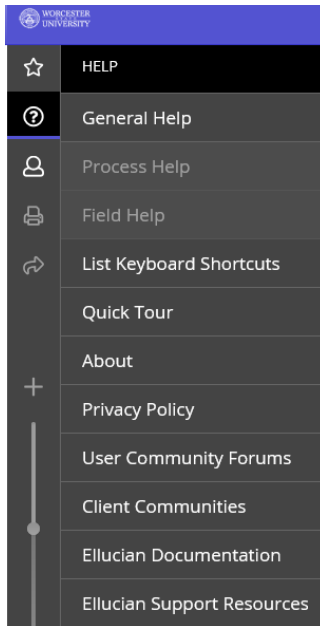 WORCESTER
UNIVERSITY
HELP
General Help
Process Help
Field Help
List Keyboard Shortcuts
Quick Tour
About
Privacy Policy
User Community Forums
Client Communities
Ellucian Documentation
Ellucian Support Resources